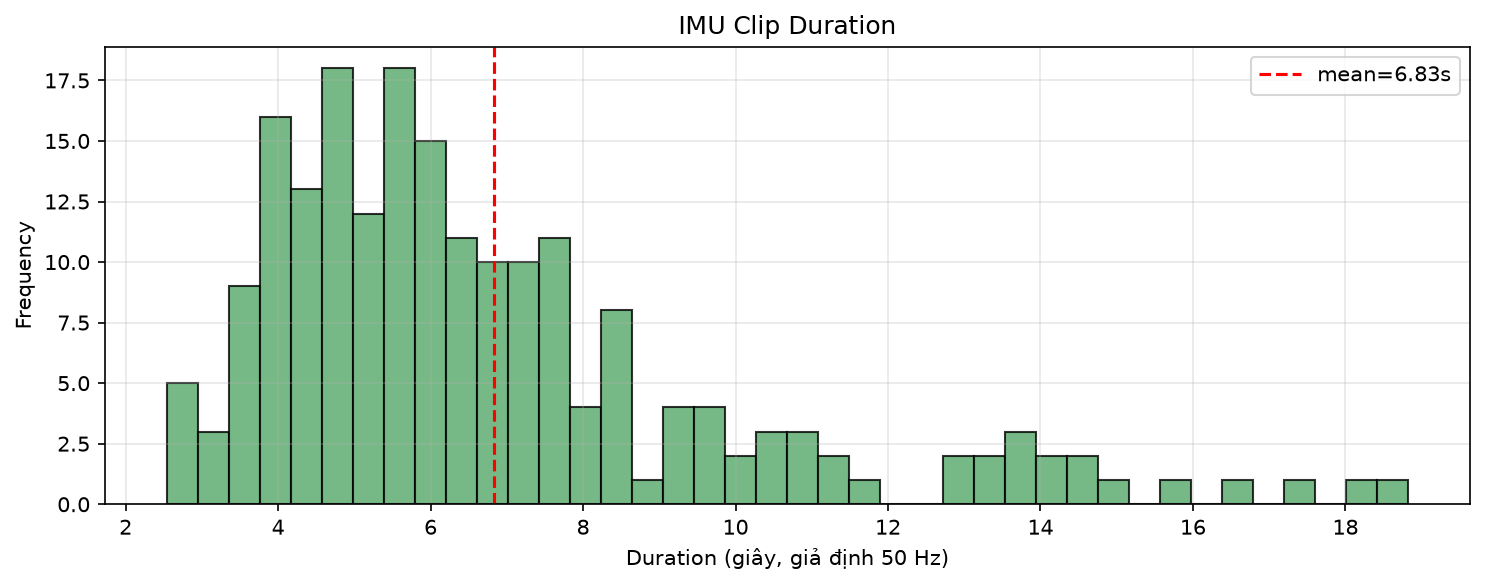 IMU Clip Duration
mean=6.83s
Frequency
17.5
15.0
12.5
10.0
7.5
5.0
2.5
0.0
2 4 6 8 10 12 14 16 18
Duration (giây, giả định 50 Hz)